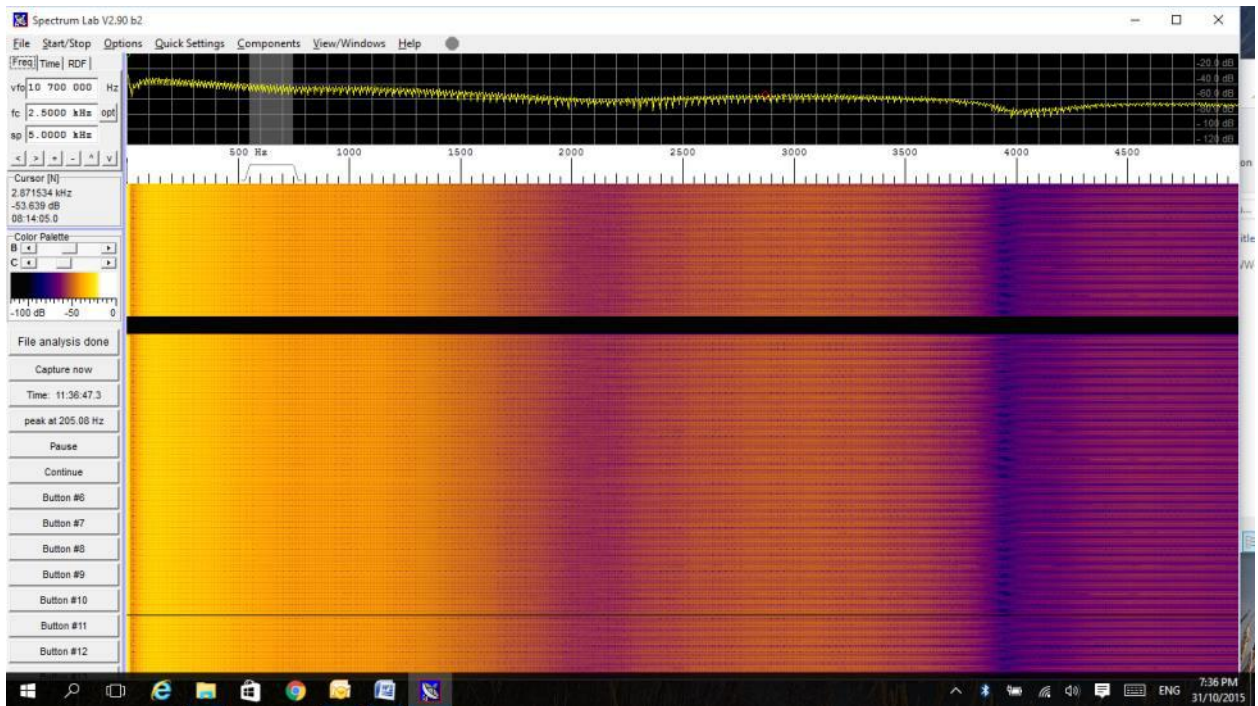 Spectrum Lab V2.90 b2
File Start/Stop Options Quick Settings Components View/Windows Help
Freq Time RDF
vfo 10 700 000 Hz
fc 2.5000 kHz opt
sp 5.0000 kHz
< > + - ^ v
Cursor [N]
2.871534 kHz
-53.639 dB
08:14:05.0
Color Palette
B
C
-100 dB -50 0
File analysis done
Capture now
Time: 11:36:47.3
peak at 205.08 Hz
Pause
Continue
Button #6
Button #7
Button #8
Button #9
Button #10
Button #11
Button #12
-20.0 dB
-40.0 dB
-60.0 dB
-80.0 dB
-100 dB
-120 dB
500 Hz 1000 1500 2000 2500 3000 3500 4000 4500
on
itle
ENG
7:36 PM
31/10/2015